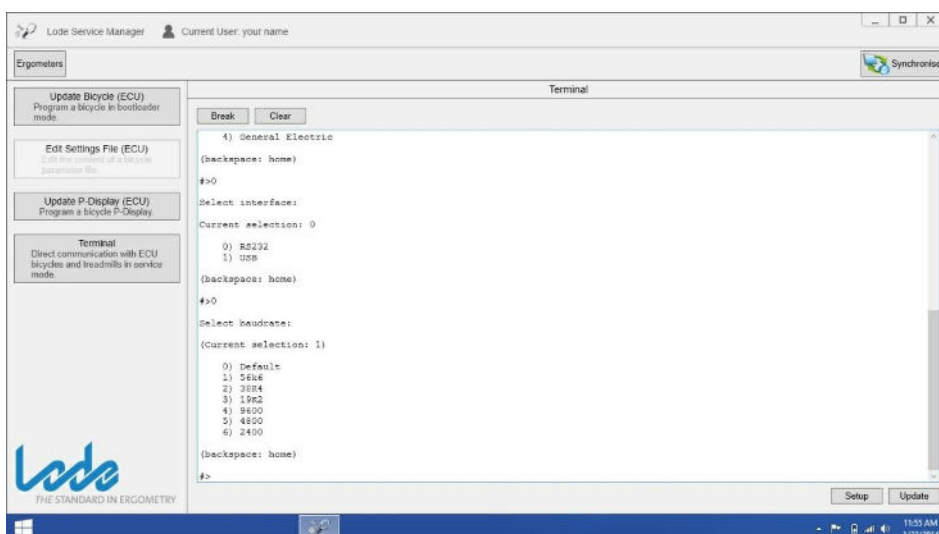 Lode Service Manager Current User: your name
Ergometers
Synchronise
Update Bicycle (ECU)
Program a bicycle in bootloader
mode.
Edit Settings File (ECU)
Edit the content of a bicycle
parameter file.
Update P-Display (ECU)
Program a bicycle P-Display.
Terminal
Direct communication with ECU
bicycles and treadmills in service
mode.
Terminal
Break Clear
4) General Electric
(backspace: home)
#>0
Select interface:
Current selection: 0
0) RS232
1) USB
(backspace: home)
#>0
Select baudrate:
(Current selection: 1)
0) Default
1) 56k6
2) 38K4
3) 19K2
4) 9600
5) 4800
6) 2400
(backspace: home)
#>
Setup Update
Lode
THE STANDARD IN ERGOMETRY
11:55 AM